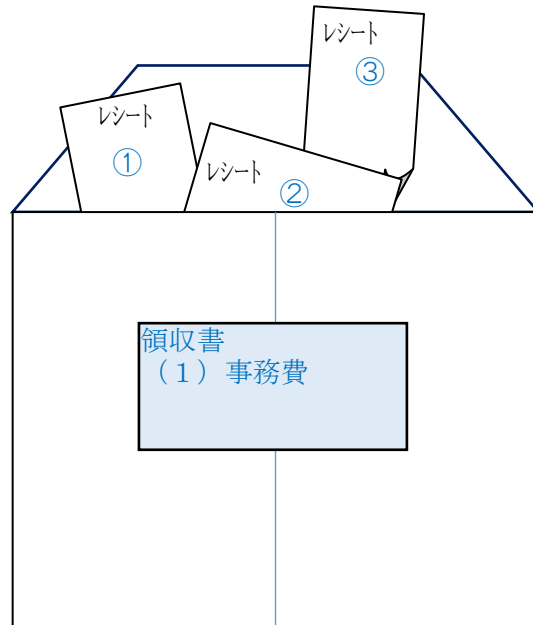 レシート
③
レシート
①
レシート
②
領収書
（１）事務費